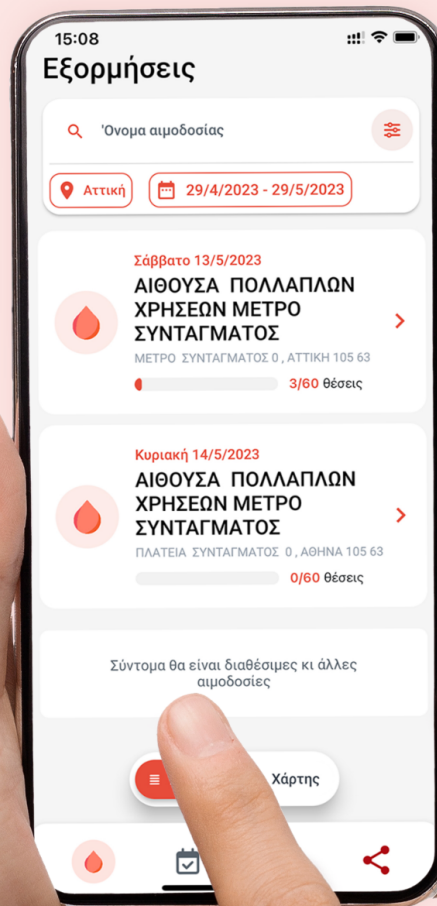 15:08
Εξορμήσεις
'Όνομα αιμοδοσίας
Αττική
29/4/2023 - 29/5/2023
Σάββατο 13/5/2023
ΑΙΘΟΥΣΑ ΠΟΛΛΑΠΛΩΝ
ΧΡΗΣΕΩΝ ΜΕΤΡΟ
ΣΥΝΤΑΓΜΑΤΟΣ
ΜΕΤΡΟ ΣΥΝΤΑΓΜΑΤΟΣ 0 , ΑΤΤΙΚΗ 105 63
3/60 θέσεις
Κυριακή 14/5/2023
ΑΙΘΟΥΣΑ ΠΟΛΛΑΠΛΩΝ
ΧΡΗΣΕΩΝ ΜΕΤΡΟ
ΣΥΝΤΑΓΜΑΤΟΣ
ΠΛΑΤΕΙΑ ΣΥΝΤΑΓΜΑΤΟΣ 0 , ΑΘΗΝΑ 105 63
0/60 θέσεις
Σύντομα θα είναι διαθέσιμες κι άλλες
αιμοδοσίες
Χάρτης